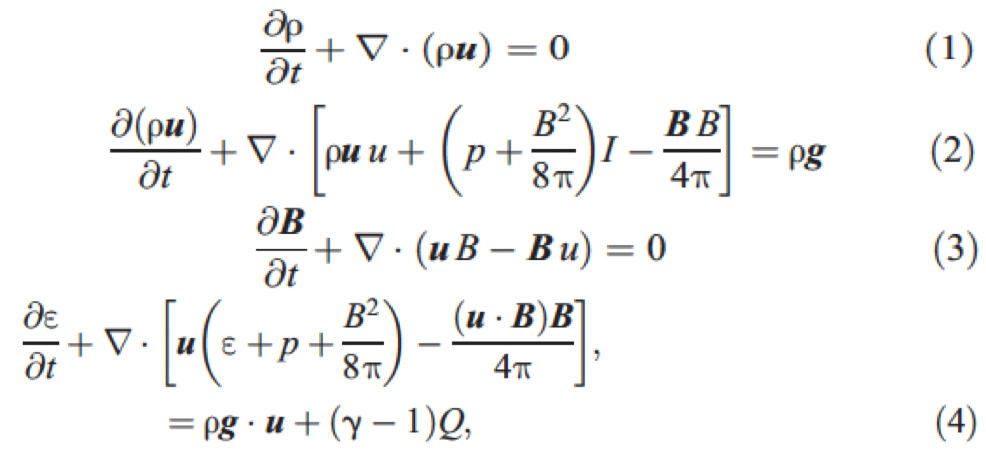 ∂ρ/∂t + ∇ · (ρu) = 0 (1)
∂(ρu)/∂t + ∇ · [ρu u + (p + B²/8π)I − B B/4π] = ρg (2)
∂B/∂t + ∇ · (u B − B u) = 0 (3)
∂ε/∂t + ∇ · [u(ε + p + B²/8π) − (u · B)B/4π],
= ρg · u + (γ − 1)Q, (4)